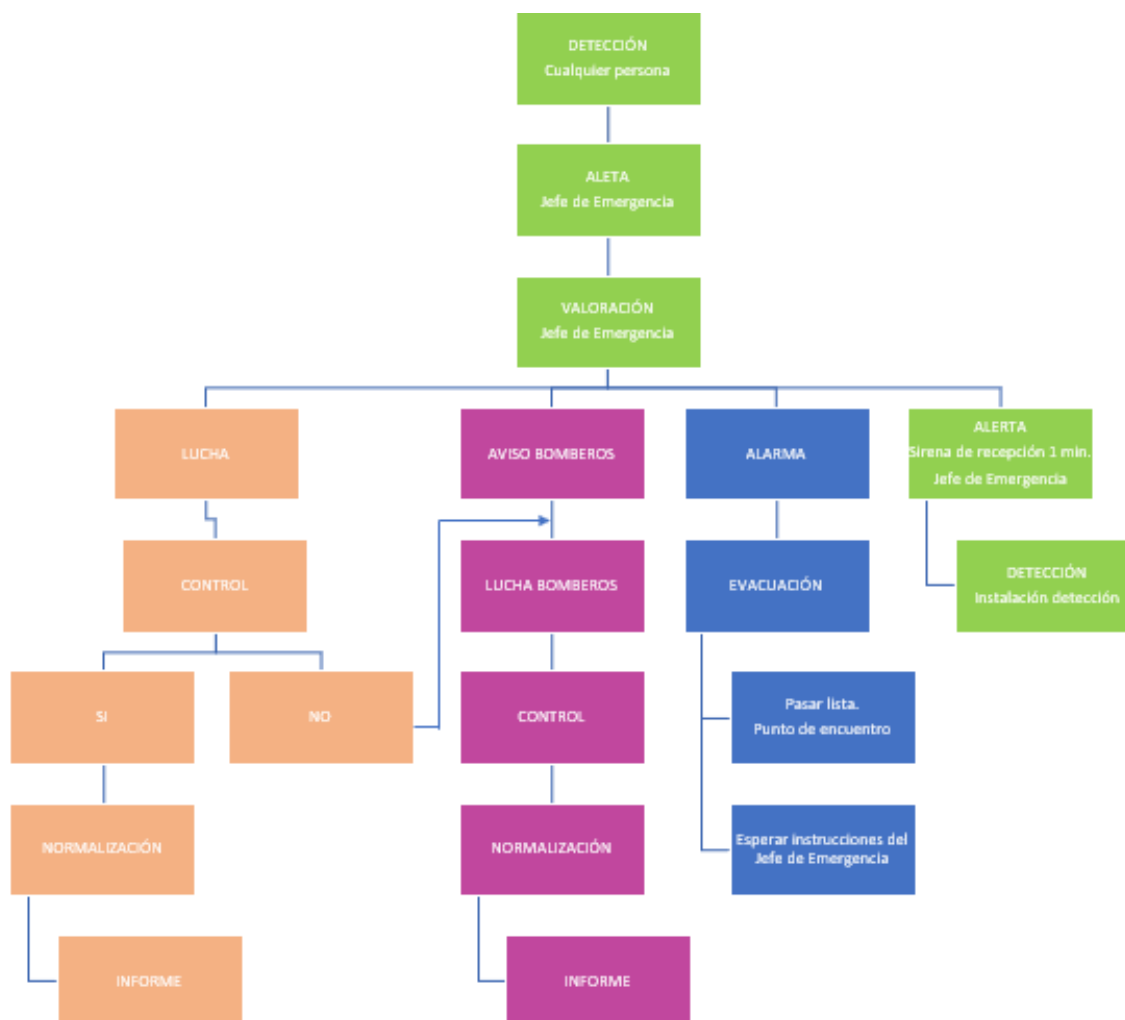 DETECCIÓN
Cualquier persona
ALETA
Jefe de Emergencia
VALORACIÓN
Jefe de Emergencia
LUCHA
AVISO BOMBEROS
ALARMA
ALERTA
Sirena de recepción 1 min.
Jefe de Emergencia
CONTROL
LUCHA BOMBEROS
EVACUACIÓN
DETECCIÓN
Instalación detección
SI
NO
CONTROL
Pasar lista.
Punto de encuentro
NORMALIZACIÓN
NORMALIZACIÓN
Esperar instrucciones del
Jefe de Emergencia
INFORME
INFORME